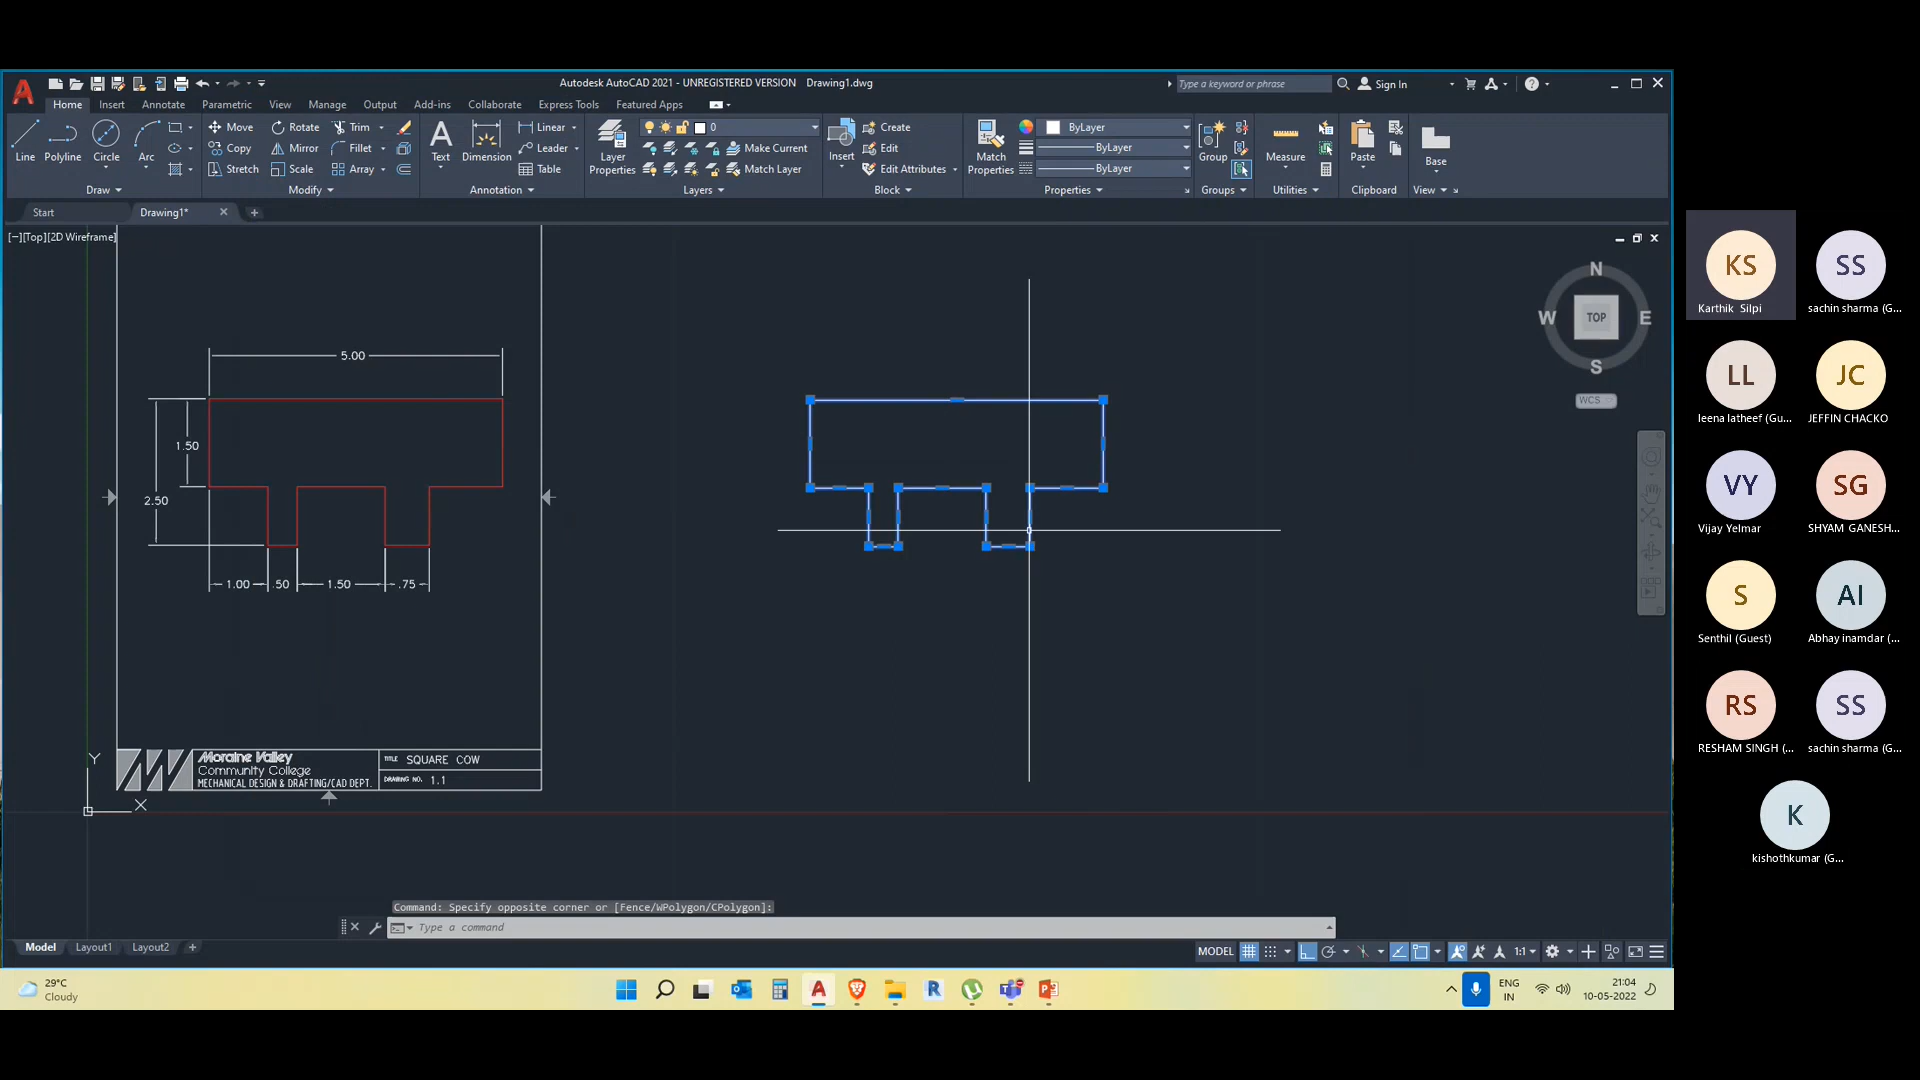 Autodesk AutoCAD 2021 - UNREGISTERED VERSION Drawing1.dwg
Type a keyword or phrase
Sign In
Home Insert Annotate Parametric View Manage Output Add-ins Collaborate Express Tools Featured Apps
Line Polyline Circle Arc
Draw
Move Rotate Trim
Copy Mirror Fillet
Stretch Scale Array
Modify
Text Dimension
Linear
Leader
Table
Annotation
Layer Properties
0
Make Current
Match Layer
Layers
Insert
Create
Edit
Edit Attributes
Block
Match Properties
ByLayer
ByLayer
ByLayer
Properties
Group
Groups
Measure
Utilities
Paste
Clipboard
Base
View
Start Drawing1*
[−][Top][2D Wireframe]
N
W TOP E
S
WCS
5.00
1.50
2.50
1.00 .50 1.50 .75
Moraine Valley
Community College
MECHANICAL DESIGN & DRAFTING/CAD DEPT.
TITLE SQUARE COW
DRAWING NO. 1.1
Y
X
Command: Specify opposite corner or [Fence/WPolygon/CPolygon]:
Type a command
Model Layout1 Layout2
MODEL 1:1
29°C
Cloudy
ENG
IN
21:04
10-05-2022
KS
Karthik Silpi
SS
sachin sharma (G...
LL
leena latheef (Gu...
JC
JEFFIN CHACKO
VY
Vijay Yelmar
SG
SHYAM GANESH...
S
Senthil (Guest)
AI
Abhay inamdar (...
RS
RESHAM SINGH (...
SS
sachin sharma (G...
K
kishothkumar (G...